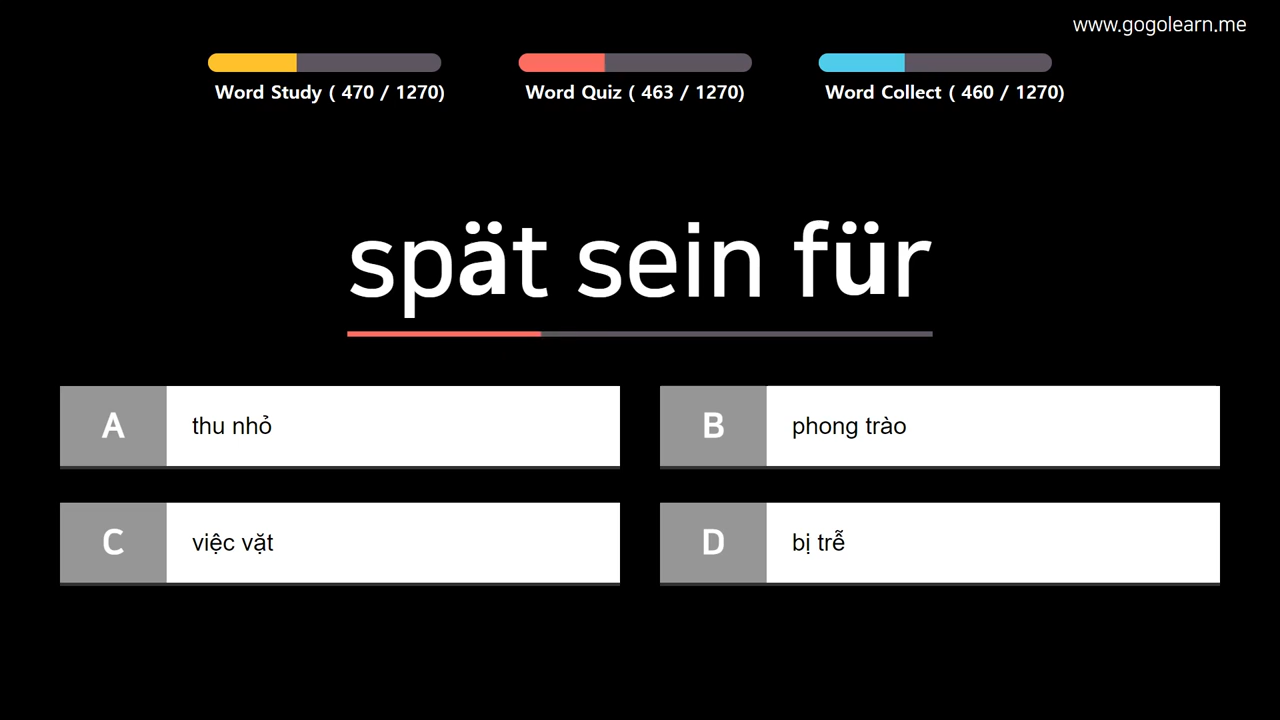 www.gogolearn.me
Word Study ( 470 / 1270)
Word Quiz ( 463 / 1270)
Word Collect ( 460 / 1270)
spät sein für
A thu nhỏ
B phong trào
C việc vặt
D bị trễ